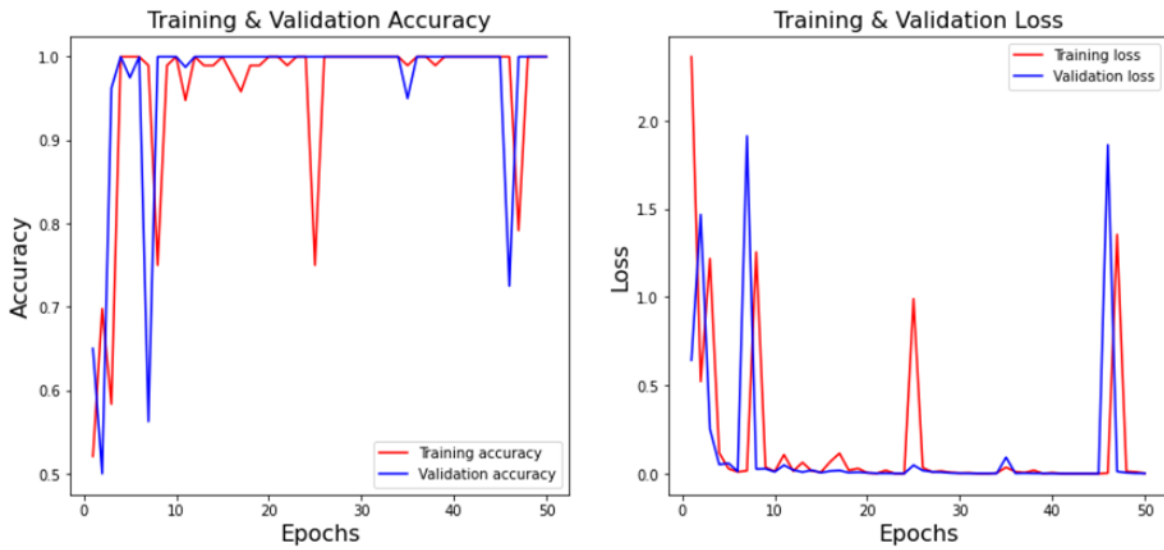 Training & Validation Accuracy
1.0
0.9
0.8
0.7
0.6
0.5
Accuracy
0
10
20
30
40
50
Epochs
Training accuracy
Validation accuracy
Training & Validation Loss
2.0
1.5
1.0
0.5
0.0
Loss
0
10
20
30
40
50
Epochs
Training loss
Validation loss